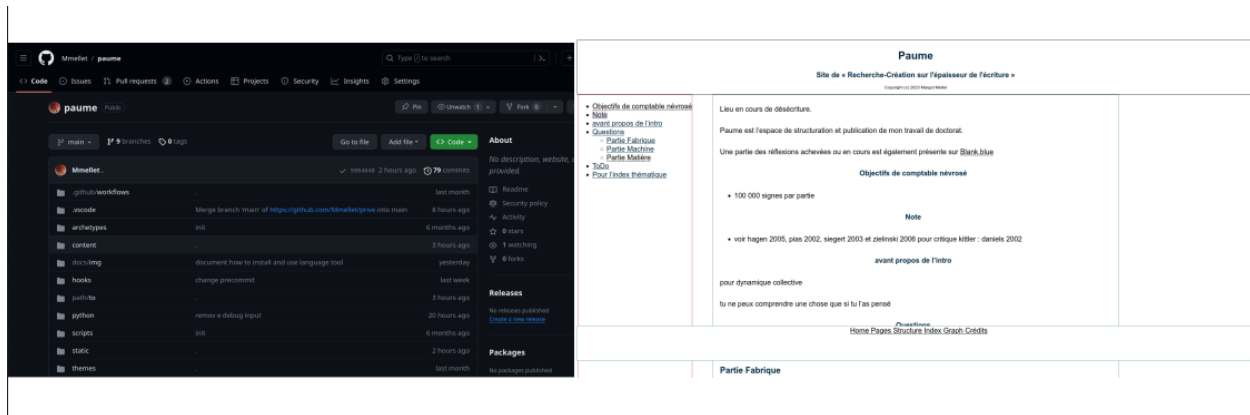 Mmellet / paume
Type / to search
Code Issues Pull requests 2 Actions Projects Security Insights Settings
paume Public
Pin Unwatch 1 Fork 0
main 9 branches 0 tags
Go to file Add file Code
Mmellet .
2 hours ago 79 commits
.github/workflows . last month
.vscode Merge branch 'main' of https://github.com/Mmellet/prive into main 8 hours ago
archetypes init 6 months ago
content . 3 hours ago
docs/img document how to install and use language tool yesterday
hooks change precommit last week
path/to . 3 hours ago
python remov e debug input 20 hours ago
scripts init 6 months ago
static . 2 hours ago
themes . last month
About
No description, website,
provided.
Readme
Security policy
Activity
0 stars
1 watching
0 forks
Releases
No releases published
Create a new release
Packages
No packages published
Paume
Site de « Recherche-Création sur l'épaisseur de l'écriture »
Copyright (c) 2023 Margot Mellet
Objectifs de comptable névrosé
Note
avant propos de l'intro
Questions
Partie Fabrique
Partie Machine
Partie Matière
ToDo
Pour l'index thématique
Lieu en cours de désécriture.
Paume est l'espace de structuration et publication de mon travail de doctorat.
Une partie des réflexions achevées ou en cours est également présente sur Blank.blue
Objectifs de comptable névrosé
100 000 signes par partie
Note
voir hagen 2005, pias 2002, siegert 2003 et zielinski 2006 pour critique kittler : daniels 2002
avant propos de l'intro
pour dynamique collective
tu ne peux comprendre une chose que si tu l'as pensé
Questions
Home Pages Structure Index Graph Crédits
Partie Fabrique